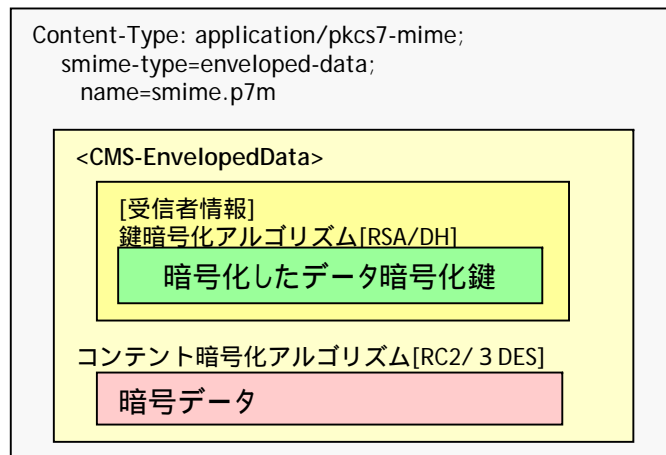 Content-Type: application/pkcs7-mime;
smime-type=enveloped-data;
name=smime.p7m
<CMS-EnvelopedData>
[受信者情報]
鍵暗号化アルゴリズム[RSA/DH]
暗号化したデータ暗号化鍵
コンテント暗号化アルゴリズム[RC2/３DES]
暗号データ